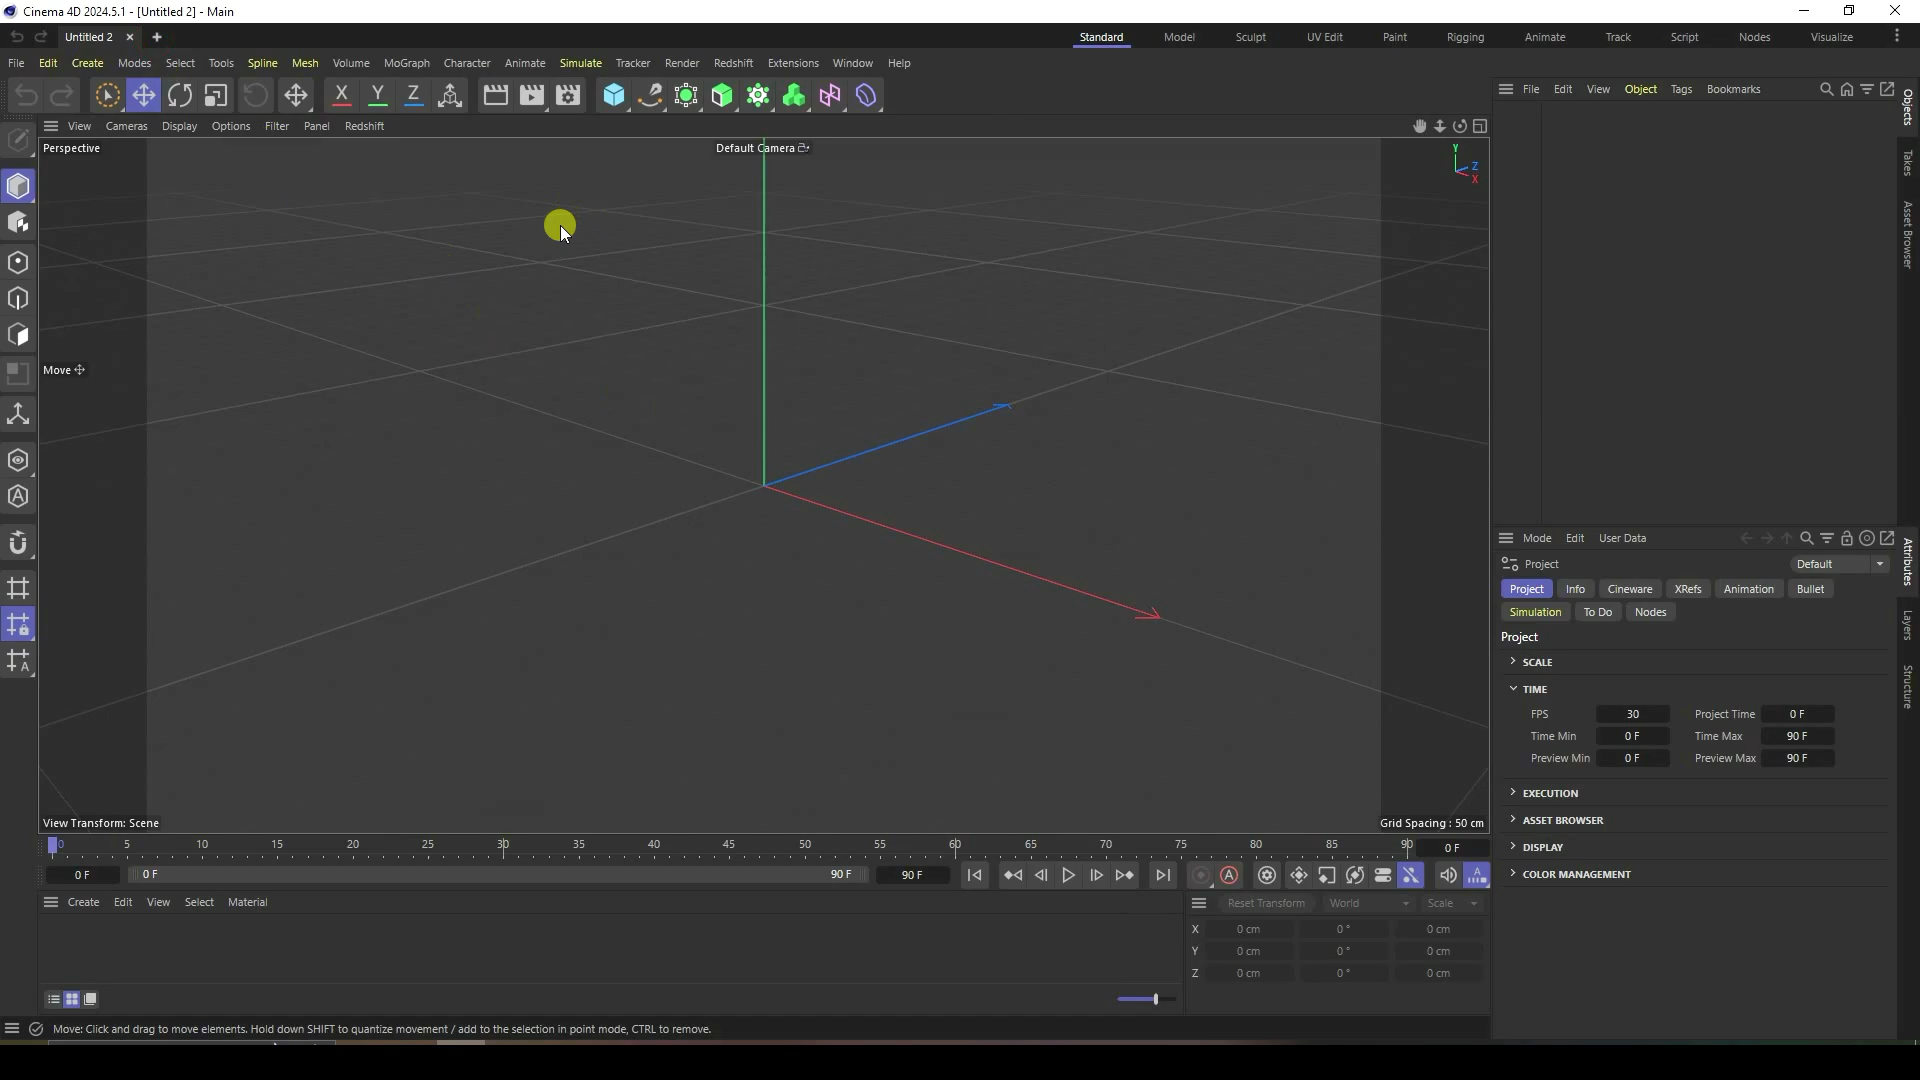 Cinema 4D 2024.5.1 - [Untitled 2] - Main
Untitled 2
Standard Model Sculpt UV Edit Paint Rigging Animate Track Script Nodes Visualize
File Edit Create Modes Select Tools Spline Mesh Volume MoGraph Character Animate Simulate Tracker Render Redshift Extensions Window Help
X Y Z
File Edit View Object Tags Bookmarks
Objects
Takes
Asset Browser
View Cameras Display Options Filter Panel Redshift
Perspective
Default Camera
Y
Z
X
Move
View Transform: Scene
Grid Spacing : 50 cm
Mode Edit User Data
Attributes
Layers
Structure
Project
Default
Project Info Cineware XRefs Animation Bullet
Simulation To Do Nodes
Project
SCALE
TIME
FPS 30 Project Time 0 F
Time Min 0 F Time Max 90 F
Preview Min 0 F Preview Max 90 F
EXECUTION
ASSET BROWSER
DISPLAY
COLOR MANAGEMENT
0 5 10 15 20 25 30 35 40 45 50 55 60 65 70 75 80 85 90 0 F
0 F 0 F 90 F 90 F
Create Edit View Select Material
Reset Transform World Scale
X 0 cm 0 ° 0 cm
Y 0 cm 0 ° 0 cm
Z 0 cm 0 ° 0 cm
Move: Click and drag to move elements. Hold down SHIFT to quantize movement / add to the selection in point mode, CTRL to remove.